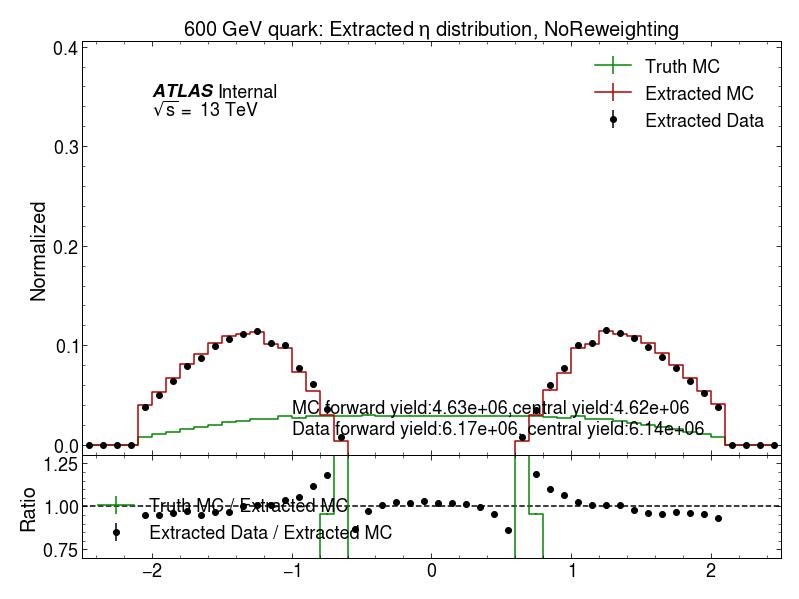 600 GeV quark: Extracted η distribution, NoReweighting
0.4
0.3
0.2
0.1
0.0
Normalized
ATLAS Internal
√s = 13 TeV
Truth MC
Extracted MC
Extracted Data
MC forward yield:4.63e+06,central yield:4.62e+06
Data forward yield:6.17e+06, central yield:6.14e+06
1.25
1.00
0.75
Ratio
Truth MC / Extracted MC
Extracted Data / Extracted MC
−2
−1
0
1
2